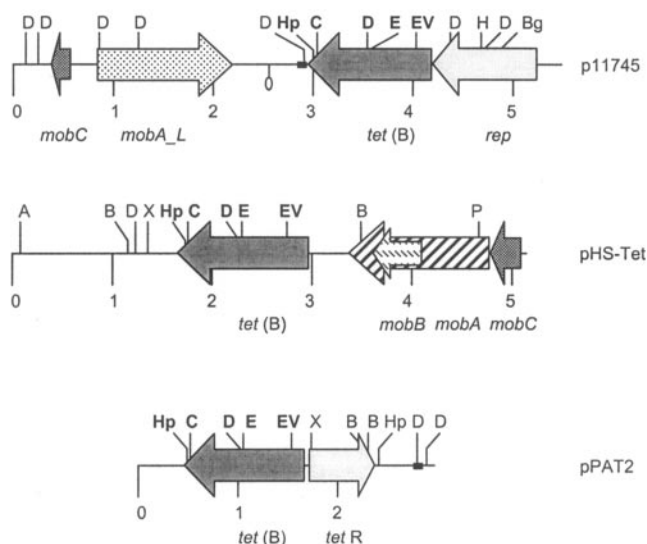 D D D D D Hp C D E EV D H D Bg
p11745
0 1 2 0 3 4 5
mobC mobA_L tet (B) rep
A B D X Hp C D E EV B P
pHS-Tet
0 1 2 3 4 5
tet (B) mobB mobA mobC
Hp C D E EV X B B Hp D D
pPAT2
0 1 2
tet (B) tet R